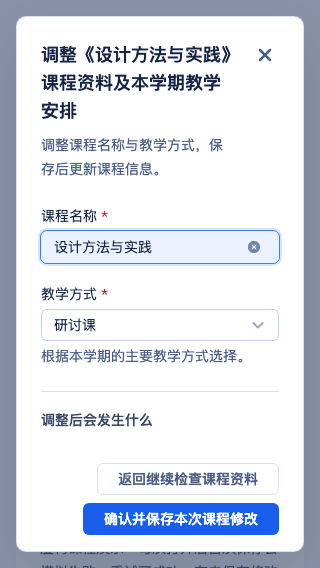 调整《设计方法与实践》
课程资料及本学期教学
安排
调整课程名称与教学方式，保
存后更新课程信息。
课程名称 *
设计方法与实践
教学方式 *
研讨课
根据本学期的主要教学方式选择。
调整后会发生什么
返回继续检查课程资料
确认并保存本次课程修改